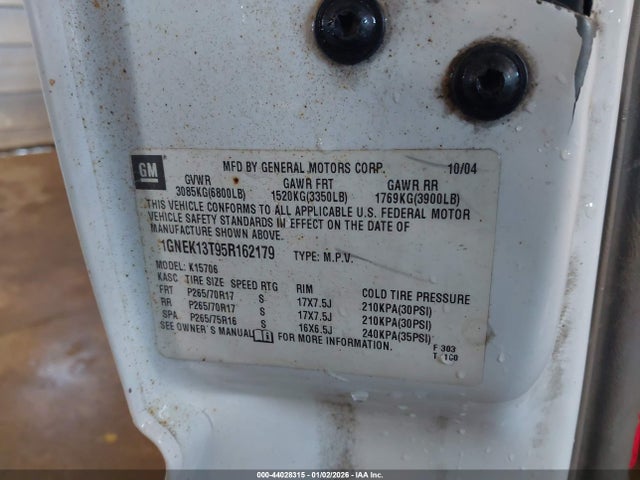 GM
MFD BY GENERAL MOTORS CORP. 10/04
GVWR GAWR FRT GAWR RR
3085KG(6800LB) 1520KG(3350LB) 1769KG(3900LB)
THIS VEHICLE CONFORMS TO ALL APPLICABLE U.S. FEDERAL MOTOR
VEHICLE SAFETY STANDARDS IN EFFECT ON THE DATE OF
MANUFACTURE SHOWN ABOVE.
1GNEK13T95R162179 TYPE: M.P.V.
MODEL: K15706
KASC TIRE SIZE SPEED RTG RIM COLD TIRE PRESSURE
FRT P265/70R17 S 17X7.5J 210KPA(30PSI)
RR P265/70R17 S 17X7.5J 210KPA(30PSI)
SPA P265/75R16 S 16X6.5J 240KPA(35PSI)
SEE OWNER'S MANUAL FOR MORE INFORMATION. F 303
T 1G0
000-44028315 | 01/02/2026 | IAA Inc.